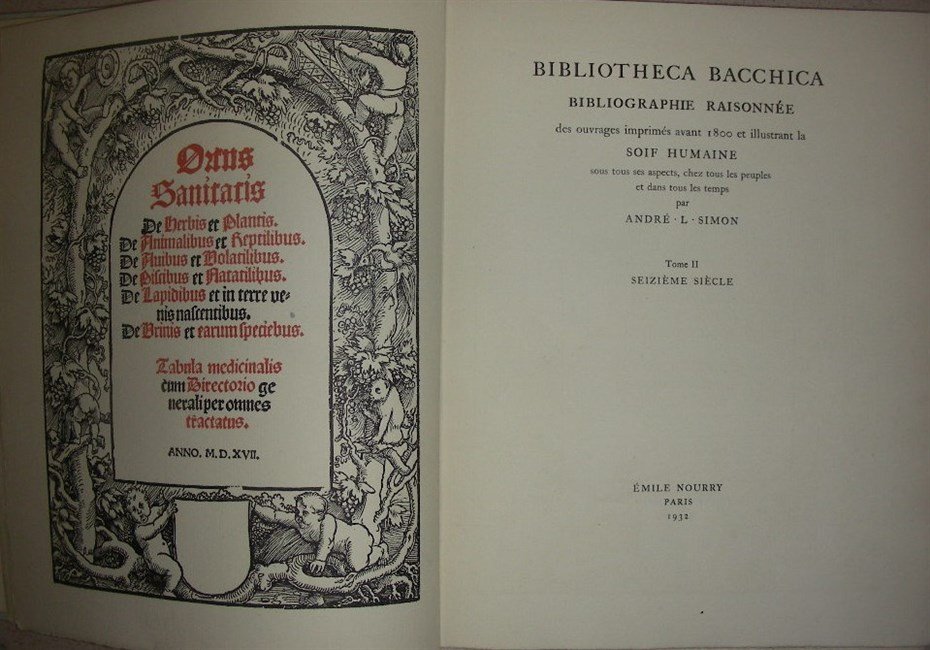 Ortus
Sanitatis
De Herbis et Plantis.
De Animalibus et Reptilibus.
De Auibus et Volatilibus.
De Piscibus et Natatilibus.
De Lapidibus et in terre ve-
nis nascentibus.
De Urinis et earum speciebus.
Tabula medicinalis
cum Directorio ge
nerali per omnes
tractatus.
ANNO. M.D.XVII.
BIBLIOTHECA BACCHICA
BIBLIOGRAPHIE RAISONNÉE
des ouvrages imprimés avant 1800 et illustrant la
SOIF HUMAINE
sous tous ses aspects, chez tous les peuples
et dans tous les temps
par
ANDRÉ · L · SIMON
Tome II
SEIZIÈME SIÈCLE
ÉMILE NOURRY
PARIS
1932